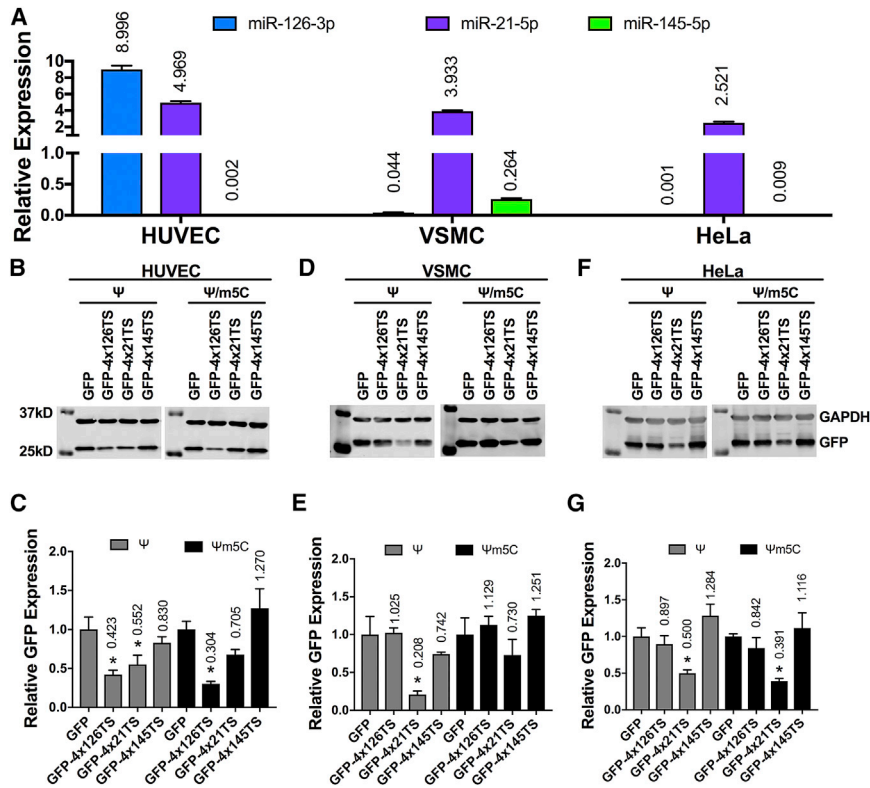 A
miR-126-3p miR-21-5p miR-145-5p
Relative Expression
10
8
6
4
2
1.0
0.5
0.0
8.996 4.969 0.002
0.044 3.933 0.264
0.001 2.521 0.009
HUVEC VSMC HeLa
B
HUVEC
Ψ Ψ/m5C
GFP GFP-4x126TS GFP-4x21TS GFP-4x145TS GFP GFP-4x126TS GFP-4x21TS GFP-4x145TS
37kD
25kD
D
VSMC
Ψ Ψ/m5C
GFP GFP-4x126TS GFP-4x21TS GFP-4x145TS GFP GFP-4x126TS GFP-4x21TS GFP-4x145TS
F
HeLa
Ψ Ψ/m5C
GFP GFP-4x126TS GFP-4x21TS GFP-4x145TS GFP GFP-4x126TS GFP-4x21TS GFP-4x145TS
GAPDH
GFP
C
Relative GFP Expression
Ψ Ψm5C
2.0
1.5
1.0
0.5
0.0
* 0.423 * 0.552 0.830 * 0.304 0.705 1.270
GFP GFP-4x126TS GFP-4x21TS GFP-4x145TS GFP GFP-4x126TS GFP-4x21TS GFP-4x145TS
E
Relative GFP Expression
Ψ Ψm5C
2.0
1.5
1.0
0.5
0.0
1.025 * 0.208 0.742 1.129 0.730 1.251
GFP GFP-4x126TS GFP-4x21TS GFP-4x145TS GFP GFP-4x126TS GFP-4x21TS GFP-4x145TS
G
Relative GFP Expression
Ψ Ψm5C
2.0
1.5
1.0
0.5
0.0
0.897 * 0.500 1.284 0.842 * 0.391 1.116
GFP GFP-4x126TS GFP-4x21TS GFP-4x145TS GFP GFP-4x126TS GFP-4x21TS GFP-4x145TS